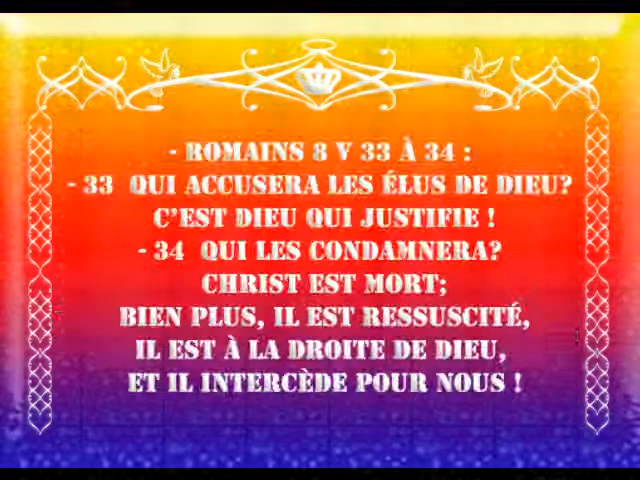 - ROMAINS 8 V 33 À 34 :
- 33 QUI ACCUSERA LES ÉLUS DE DIEU?
C'EST DIEU QUI JUSTIFIE !
- 34 QUI LES CONDAMNERA?
CHRIST EST MORT;
BIEN PLUS, IL EST RESSUSCITÉ,
IL EST À LA DROITE DE DIEU,
ET IL INTERCÈDE POUR NOUS !